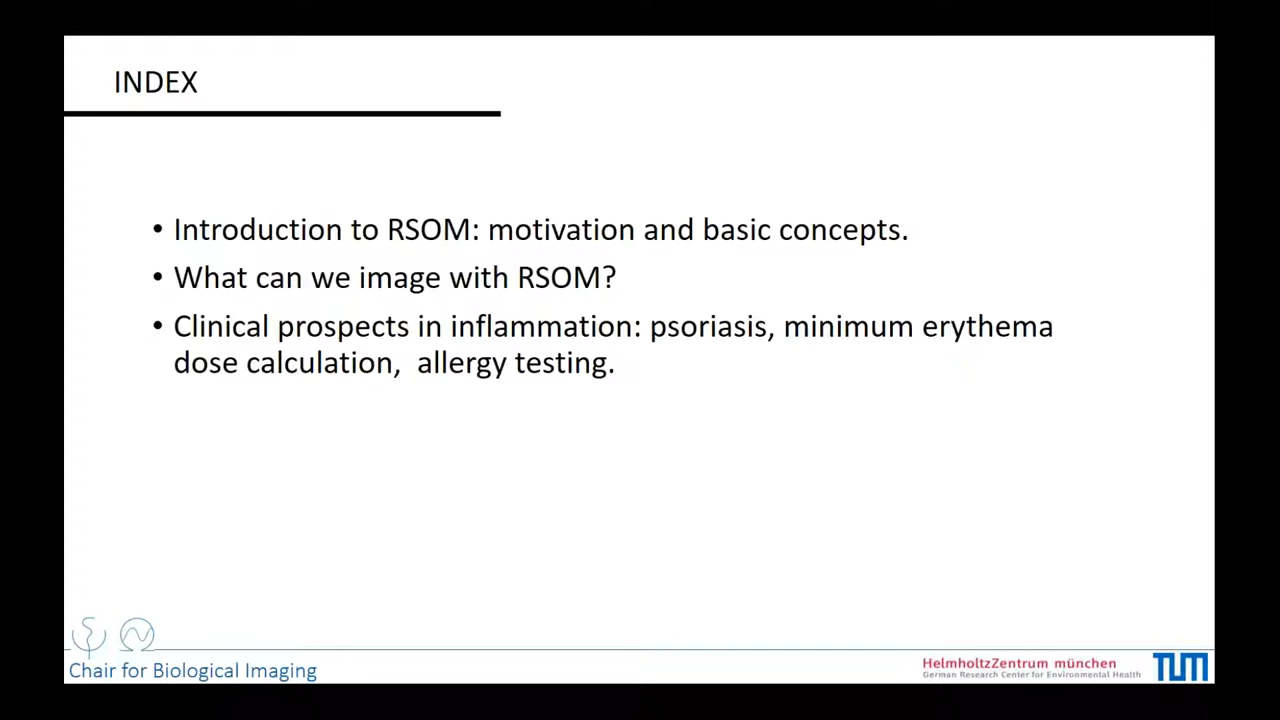 INDEX
• Introduction to RSOM: motivation and basic concepts.
• What can we image with RSOM?
• Clinical prospects in inflammation: psoriasis, minimum erythema
dose calculation,  allergy testing.
Chair for Biological Imaging
HelmholtzZentrum münchen
German Research Center for Environmental Health
TUM